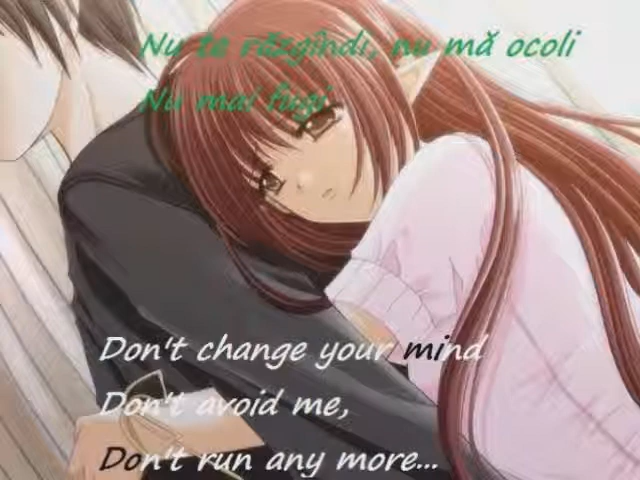 Nu te răzgîndi, nu mă ocoli
Nu mai fugi
Don't change your mind
Don't avoid me,
Don't run any more...